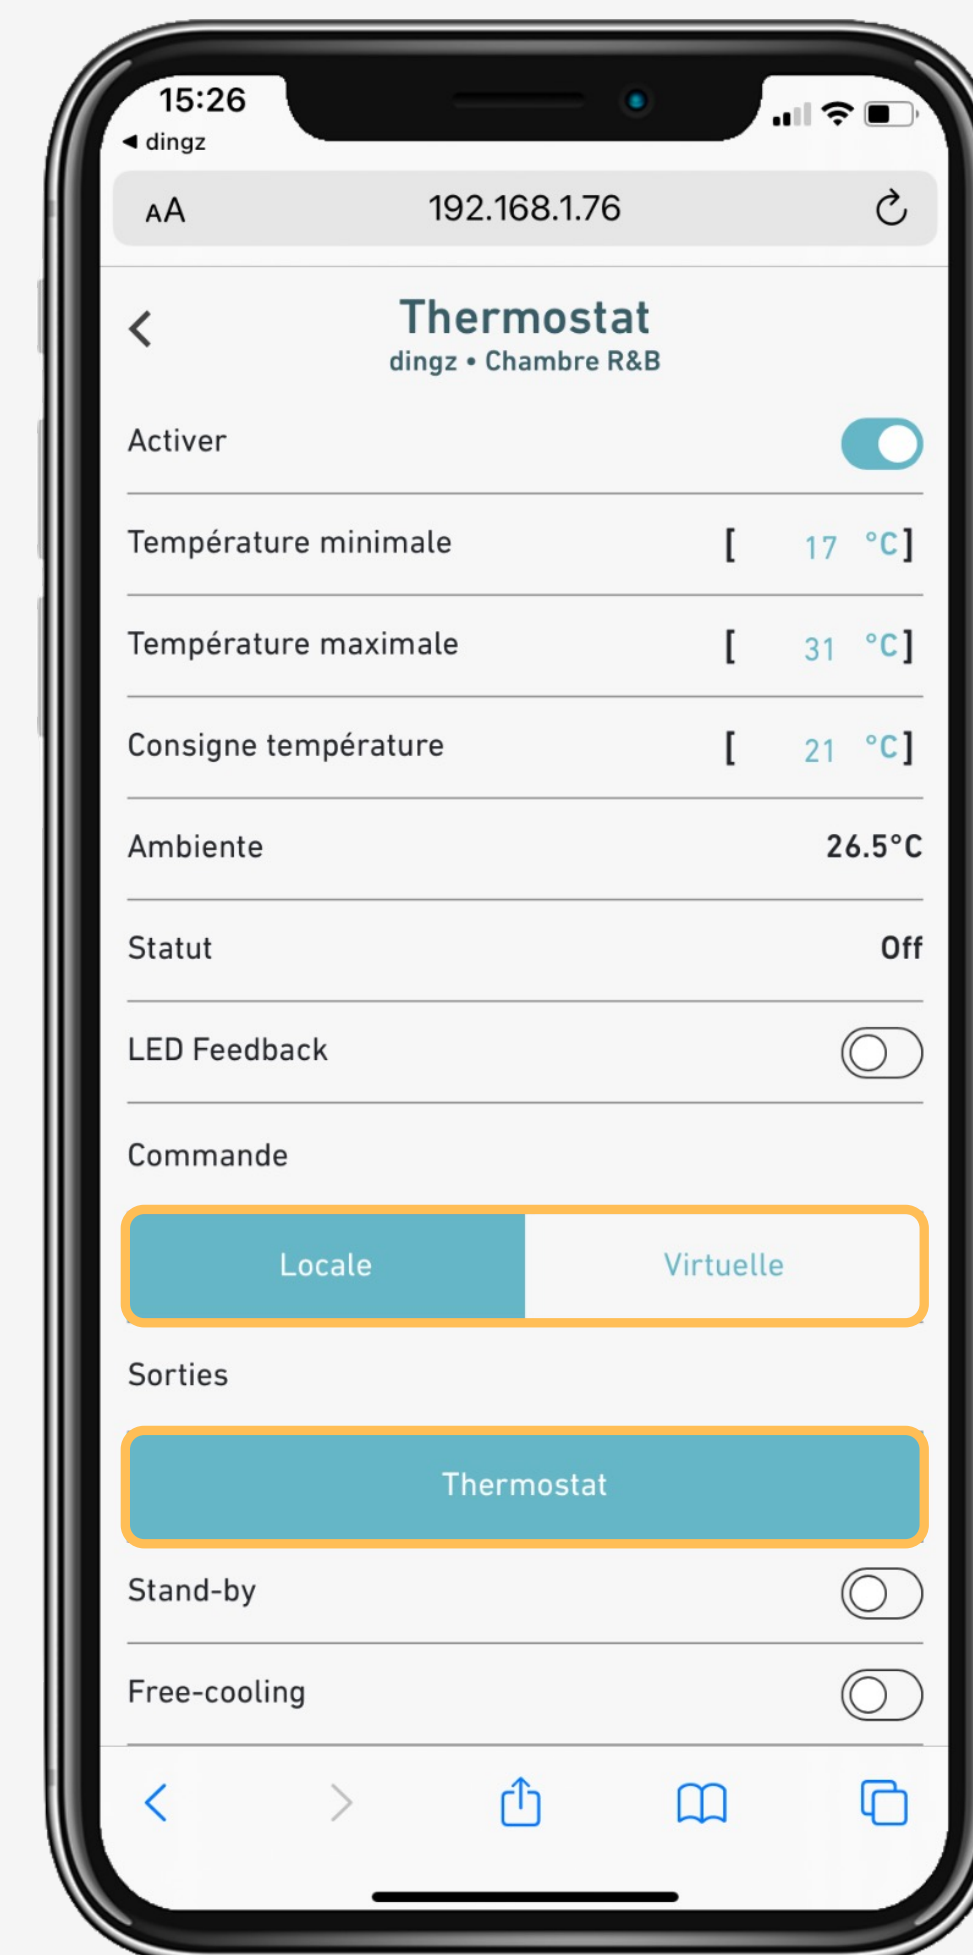 15:26
◀ dingz
AA 192.168.1.76
Thermostat
dingz • Chambre R&B
Activer
Température minimale [ 17 °C]
Température maximale [ 31 °C]
Consigne température [ 21 °C]
Ambiente 26.5°C
Statut Off
LED Feedback
Commande
Locale Virtuelle
Sorties
Thermostat
Stand-by
Free-cooling